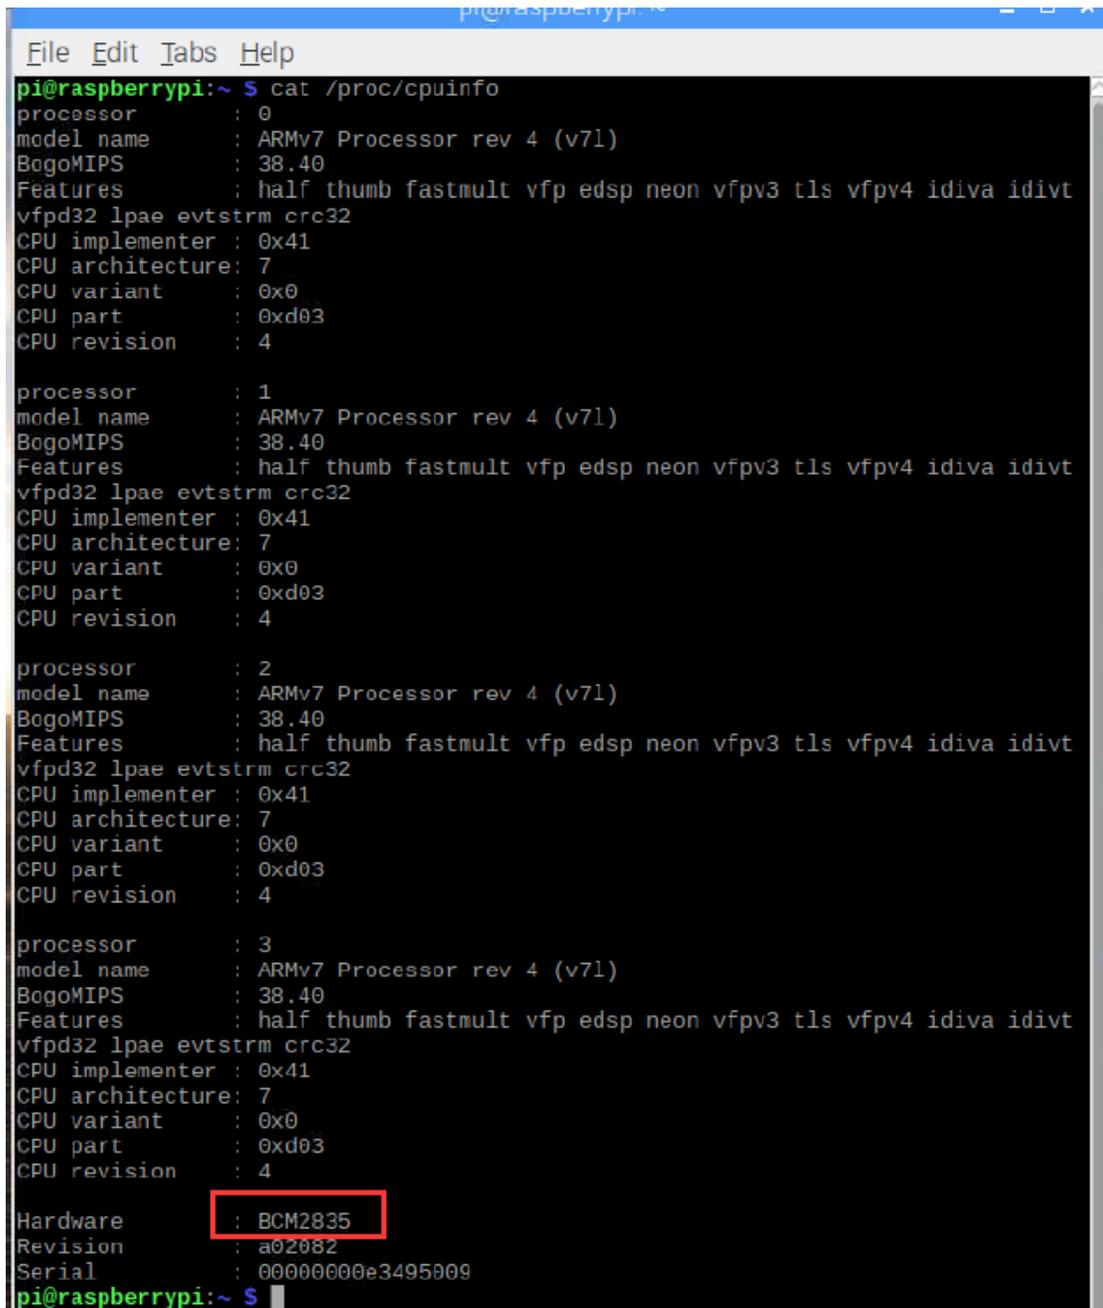 pi@raspberrypi: ~
File Edit Tabs Help
pi@raspberrypi:~ $ cat /proc/cpuinfo
processor : 0
model name : ARMv7 Processor rev 4 (v7l)
BogoMIPS : 38.40
Features : half thumb fastmult vfp edsp neon vfpv3 tls vfpv4 idiva idivt
vfpd32 lpae evtstrm crc32
CPU implementer : 0x41
CPU architecture: 7
CPU variant : 0x0
CPU part : 0xd03
CPU revision : 4
processor : 1
model name : ARMv7 Processor rev 4 (v7l)
BogoMIPS : 38.40
Features : half thumb fastmult vfp edsp neon vfpv3 tls vfpv4 idiva idivt
vfpd32 lpae evtstrm crc32
CPU implementer : 0x41
CPU architecture: 7
CPU variant : 0x0
CPU part : 0xd03
CPU revision : 4
processor : 2
model name : ARMv7 Processor rev 4 (v7l)
BogoMIPS : 38.40
Features : half thumb fastmult vfp edsp neon vfpv3 tls vfpv4 idiva idivt
vfpd32 lpae evtstrm crc32
CPU implementer : 0x41
CPU architecture: 7
CPU variant : 0x0
CPU part : 0xd03
CPU revision : 4
processor : 3
model name : ARMv7 Processor rev 4 (v7l)
BogoMIPS : 38.40
Features : half thumb fastmult vfp edsp neon vfpv3 tls vfpv4 idiva idivt
vfpd32 lpae evtstrm crc32
CPU implementer : 0x41
CPU architecture: 7
CPU variant : 0x0
CPU part : 0xd03
CPU revision : 4
Hardware : BCM2835
Revision : a02082
Serial : 00000000e3495009
pi@raspberrypi:~ $